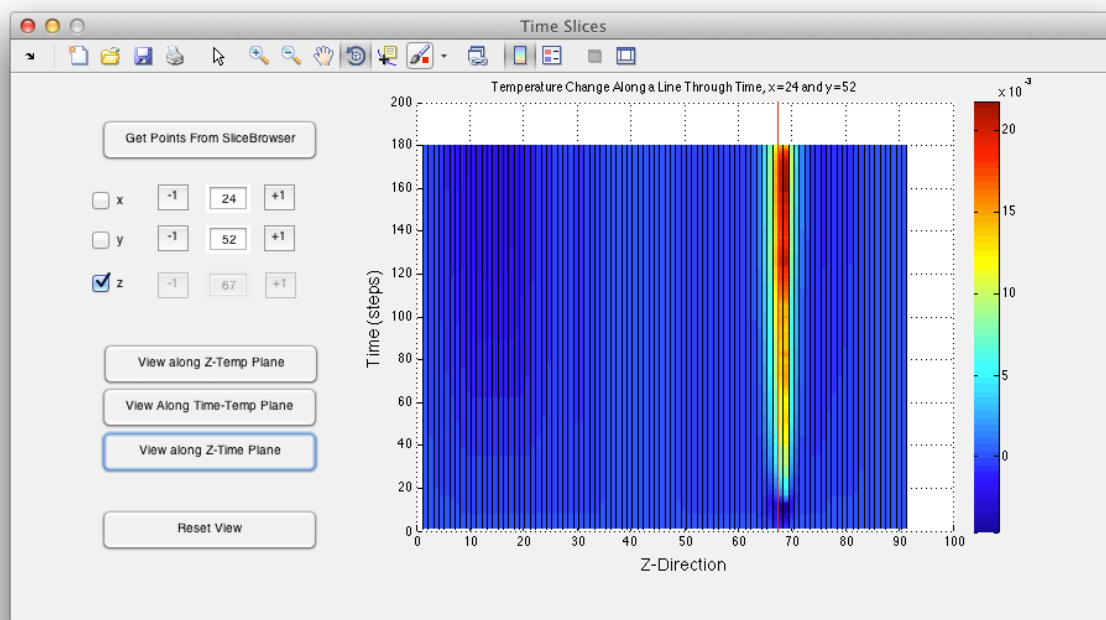 Time Slices
Get Points From SliceBrowser
x -1 24 +1
y -1 52 +1
z -1 67 +1
View along Z-Temp Plane
View Along Time-Temp Plane
View along Z-Time Plane
Reset View
Temperature Change Along a Line Through Time, x=24 and y=52
200
180
160
140
120
100
80
60
40
20
0
Time (steps)
0 10 20 30 40 50 60 70 80 90 100
Z-Direction
x 10^-3
20
15
10
5
0